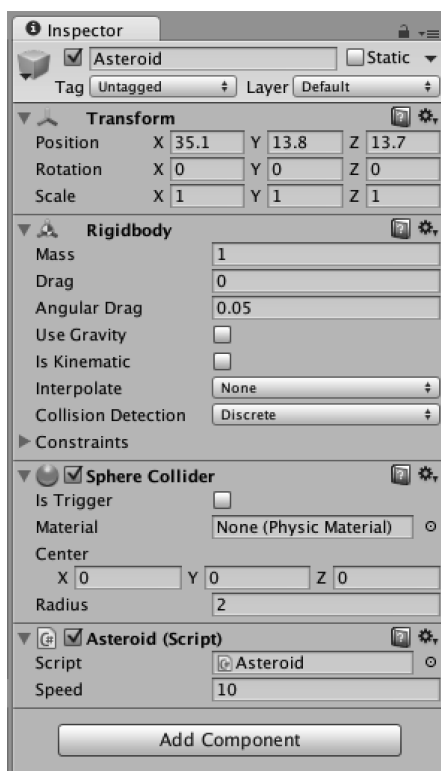 Inspector
Asteroid Static
Tag Untagged Layer Default
Transform
Position X 35.1 Y 13.8 Z 13.7
Rotation X 0 Y 0 Z 0
Scale X 1 Y 1 Z 1
Rigidbody
Mass 1
Drag 0
Angular Drag 0.05
Use Gravity
Is Kinematic
Interpolate None
Collision Detection Discrete
Constraints
Sphere Collider
Is Trigger
Material None (Physic Material)
Center
X 0 Y 0 Z 0
Radius 2
Asteroid (Script)
Script Asteroid
Speed 10
Add Component